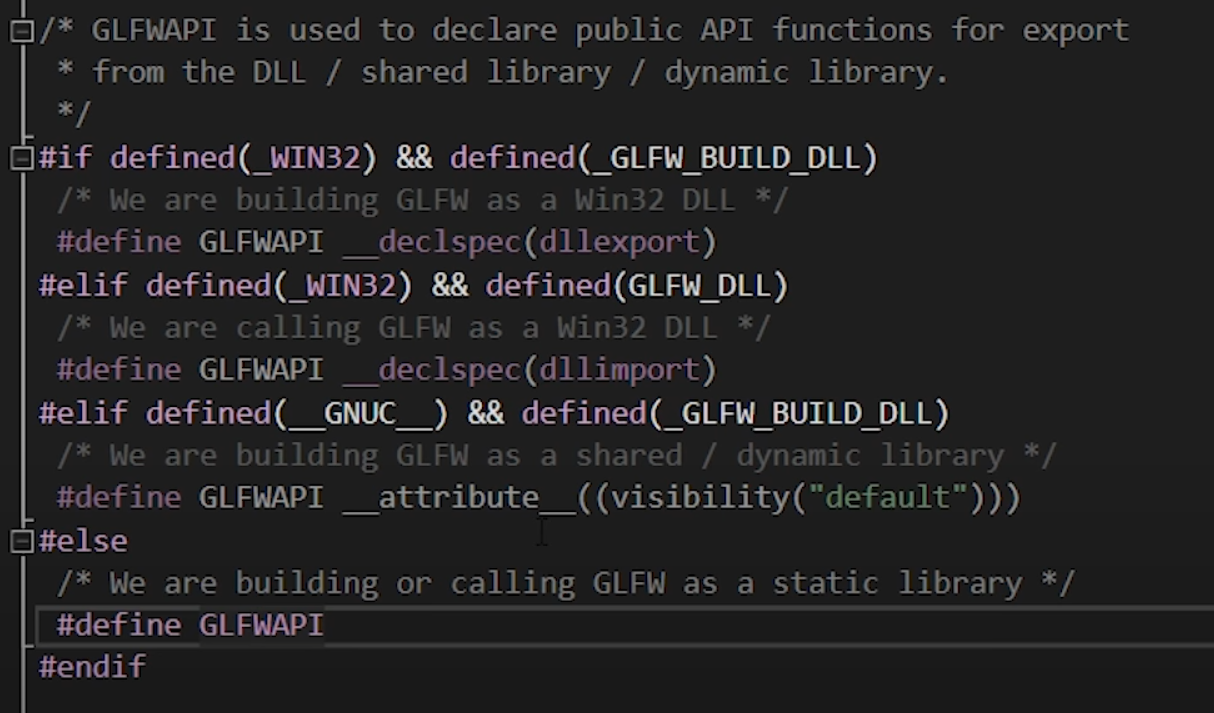 /* GLFWAPI is used to declare public API functions for export
 * from the DLL / shared library / dynamic library.
 */
#if defined(_WIN32) && defined(_GLFW_BUILD_DLL)
 /* We are building GLFW as a Win32 DLL */
 #define GLFWAPI __declspec(dllexport)
#elif defined(_WIN32) && defined(GLFW_DLL)
 /* We are calling GLFW as a Win32 DLL */
 #define GLFWAPI __declspec(dllimport)
#elif defined(__GNUC__) && defined(_GLFW_BUILD_DLL)
 /* We are building GLFW as a shared / dynamic library */
 #define GLFWAPI __attribute__((visibility("default")))
#else
 /* We are building or calling GLFW as a static library */
 #define GLFWAPI
#endif